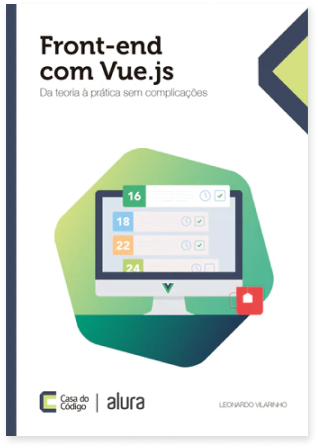 Front-end
com Vue.js
Da teoria à prática sem complicações
16
18
22
24
Casa do
Código
alura
LEONARDO VILARINHO